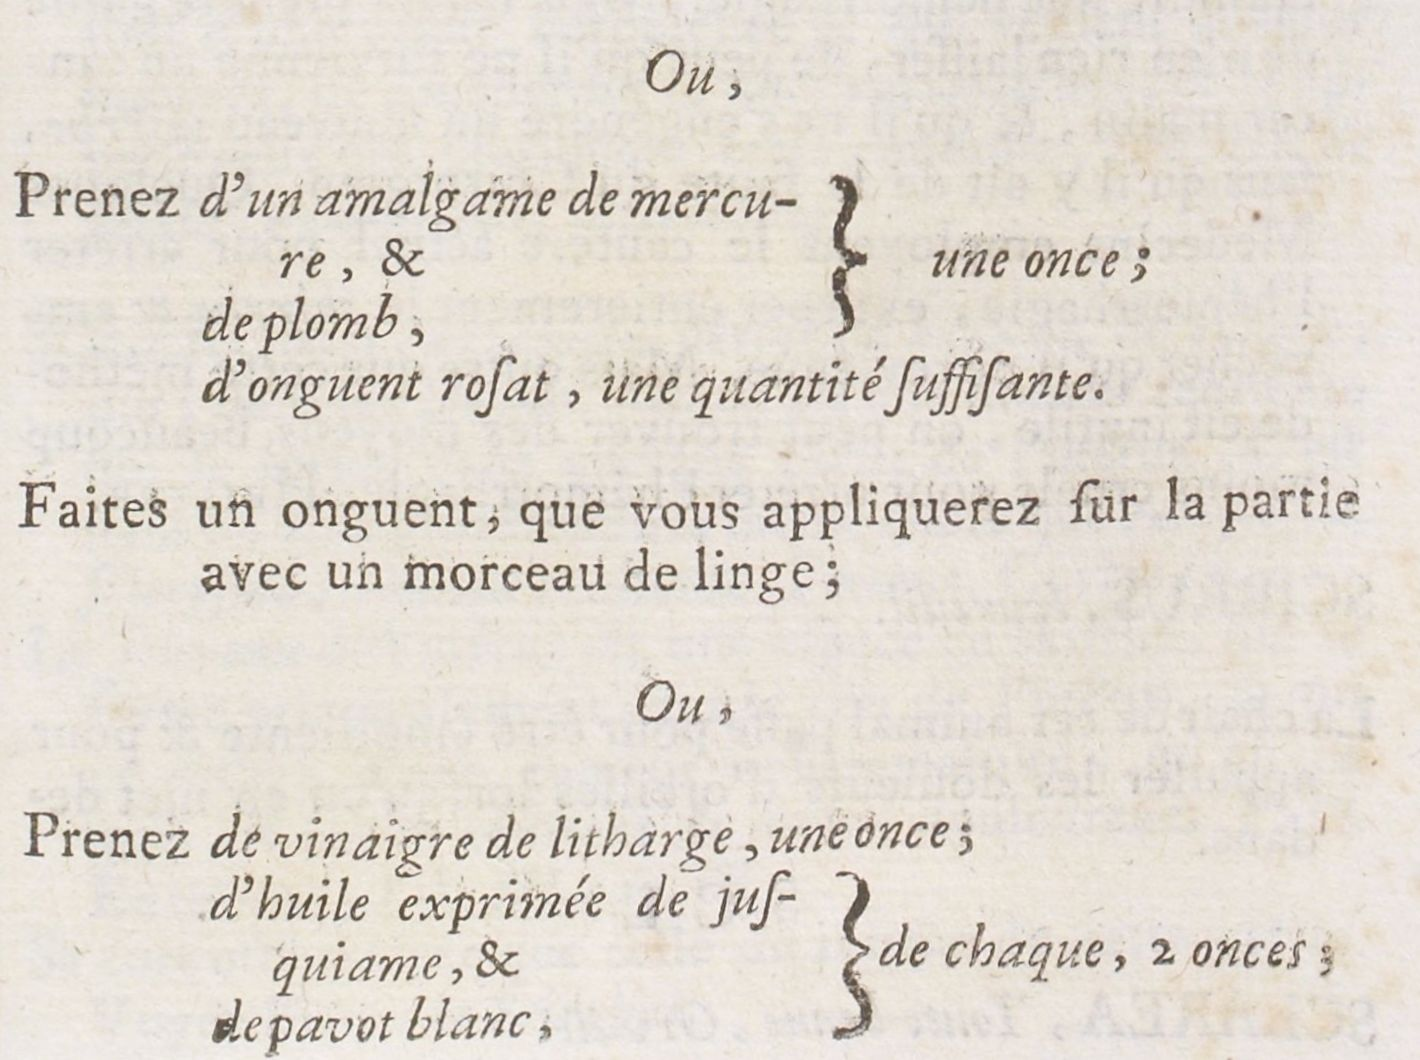 Ou,
Prenez d'un amalgame de mercu-
re, &
de plomb,
} une once;
d'onguent roſat, une quantité ſuffiſante.
Faites un onguent, que vous appliquerez ſur la partie
avec un morceau de linge;
Ou,
Prenez de vinaigre de litharge, une once;
d'huile exprimée de juſ-
quiame, &
de pavot blanc,
} de chaque, 2 onces;